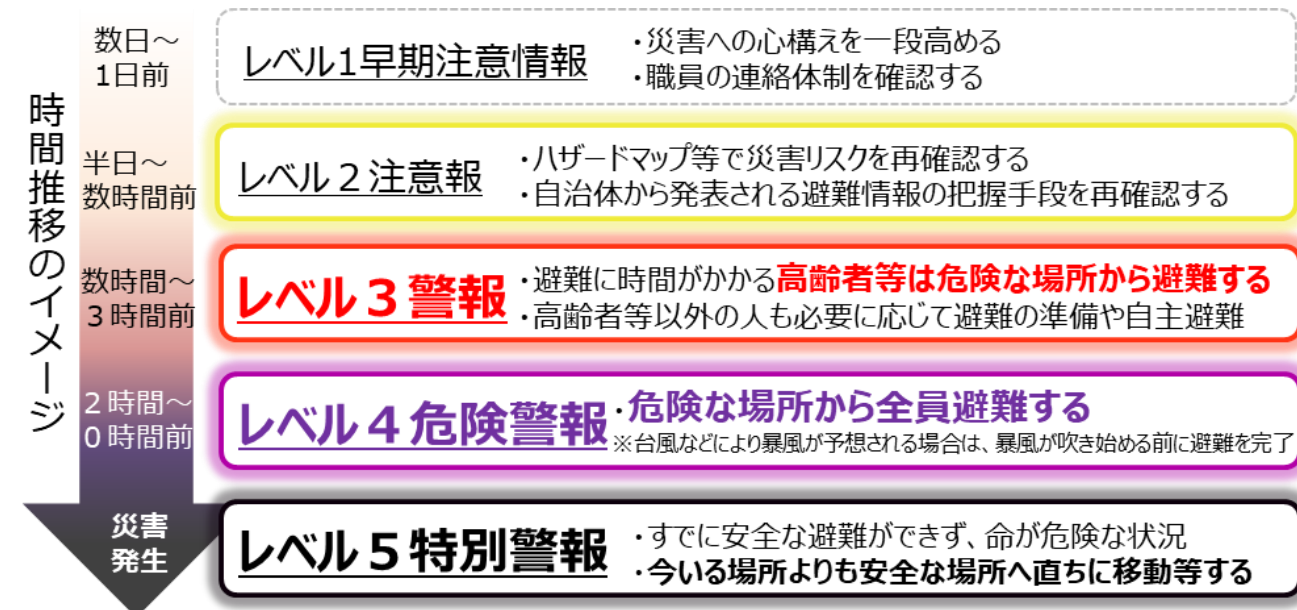 時間推移のイメージ
数日～
1日前
レベル1早期注意情報
・災害への心構えを一段高める
・職員の連絡体制を確認する
半日～
数時間前
レベル２注意報
・ハザードマップ等で災害リスクを再確認する
・自治体から発表される避難情報の把握手段を再確認する
数時間～
３時間前
レベル３警報
・避難に時間がかかる高齢者等は危険な場所から避難する
・高齢者等以外の人も必要に応じて避難の準備や自主避難
２時間～
０時間前
レベル４危険警報
・危険な場所から全員避難する
※台風などにより暴風が予想される場合は、暴風が吹き始める前に避難を完了
災害
発生
レベル５特別警報
・すでに安全な避難ができず、命が危険な状況
・今いる場所よりも安全な場所へ直ちに移動等する